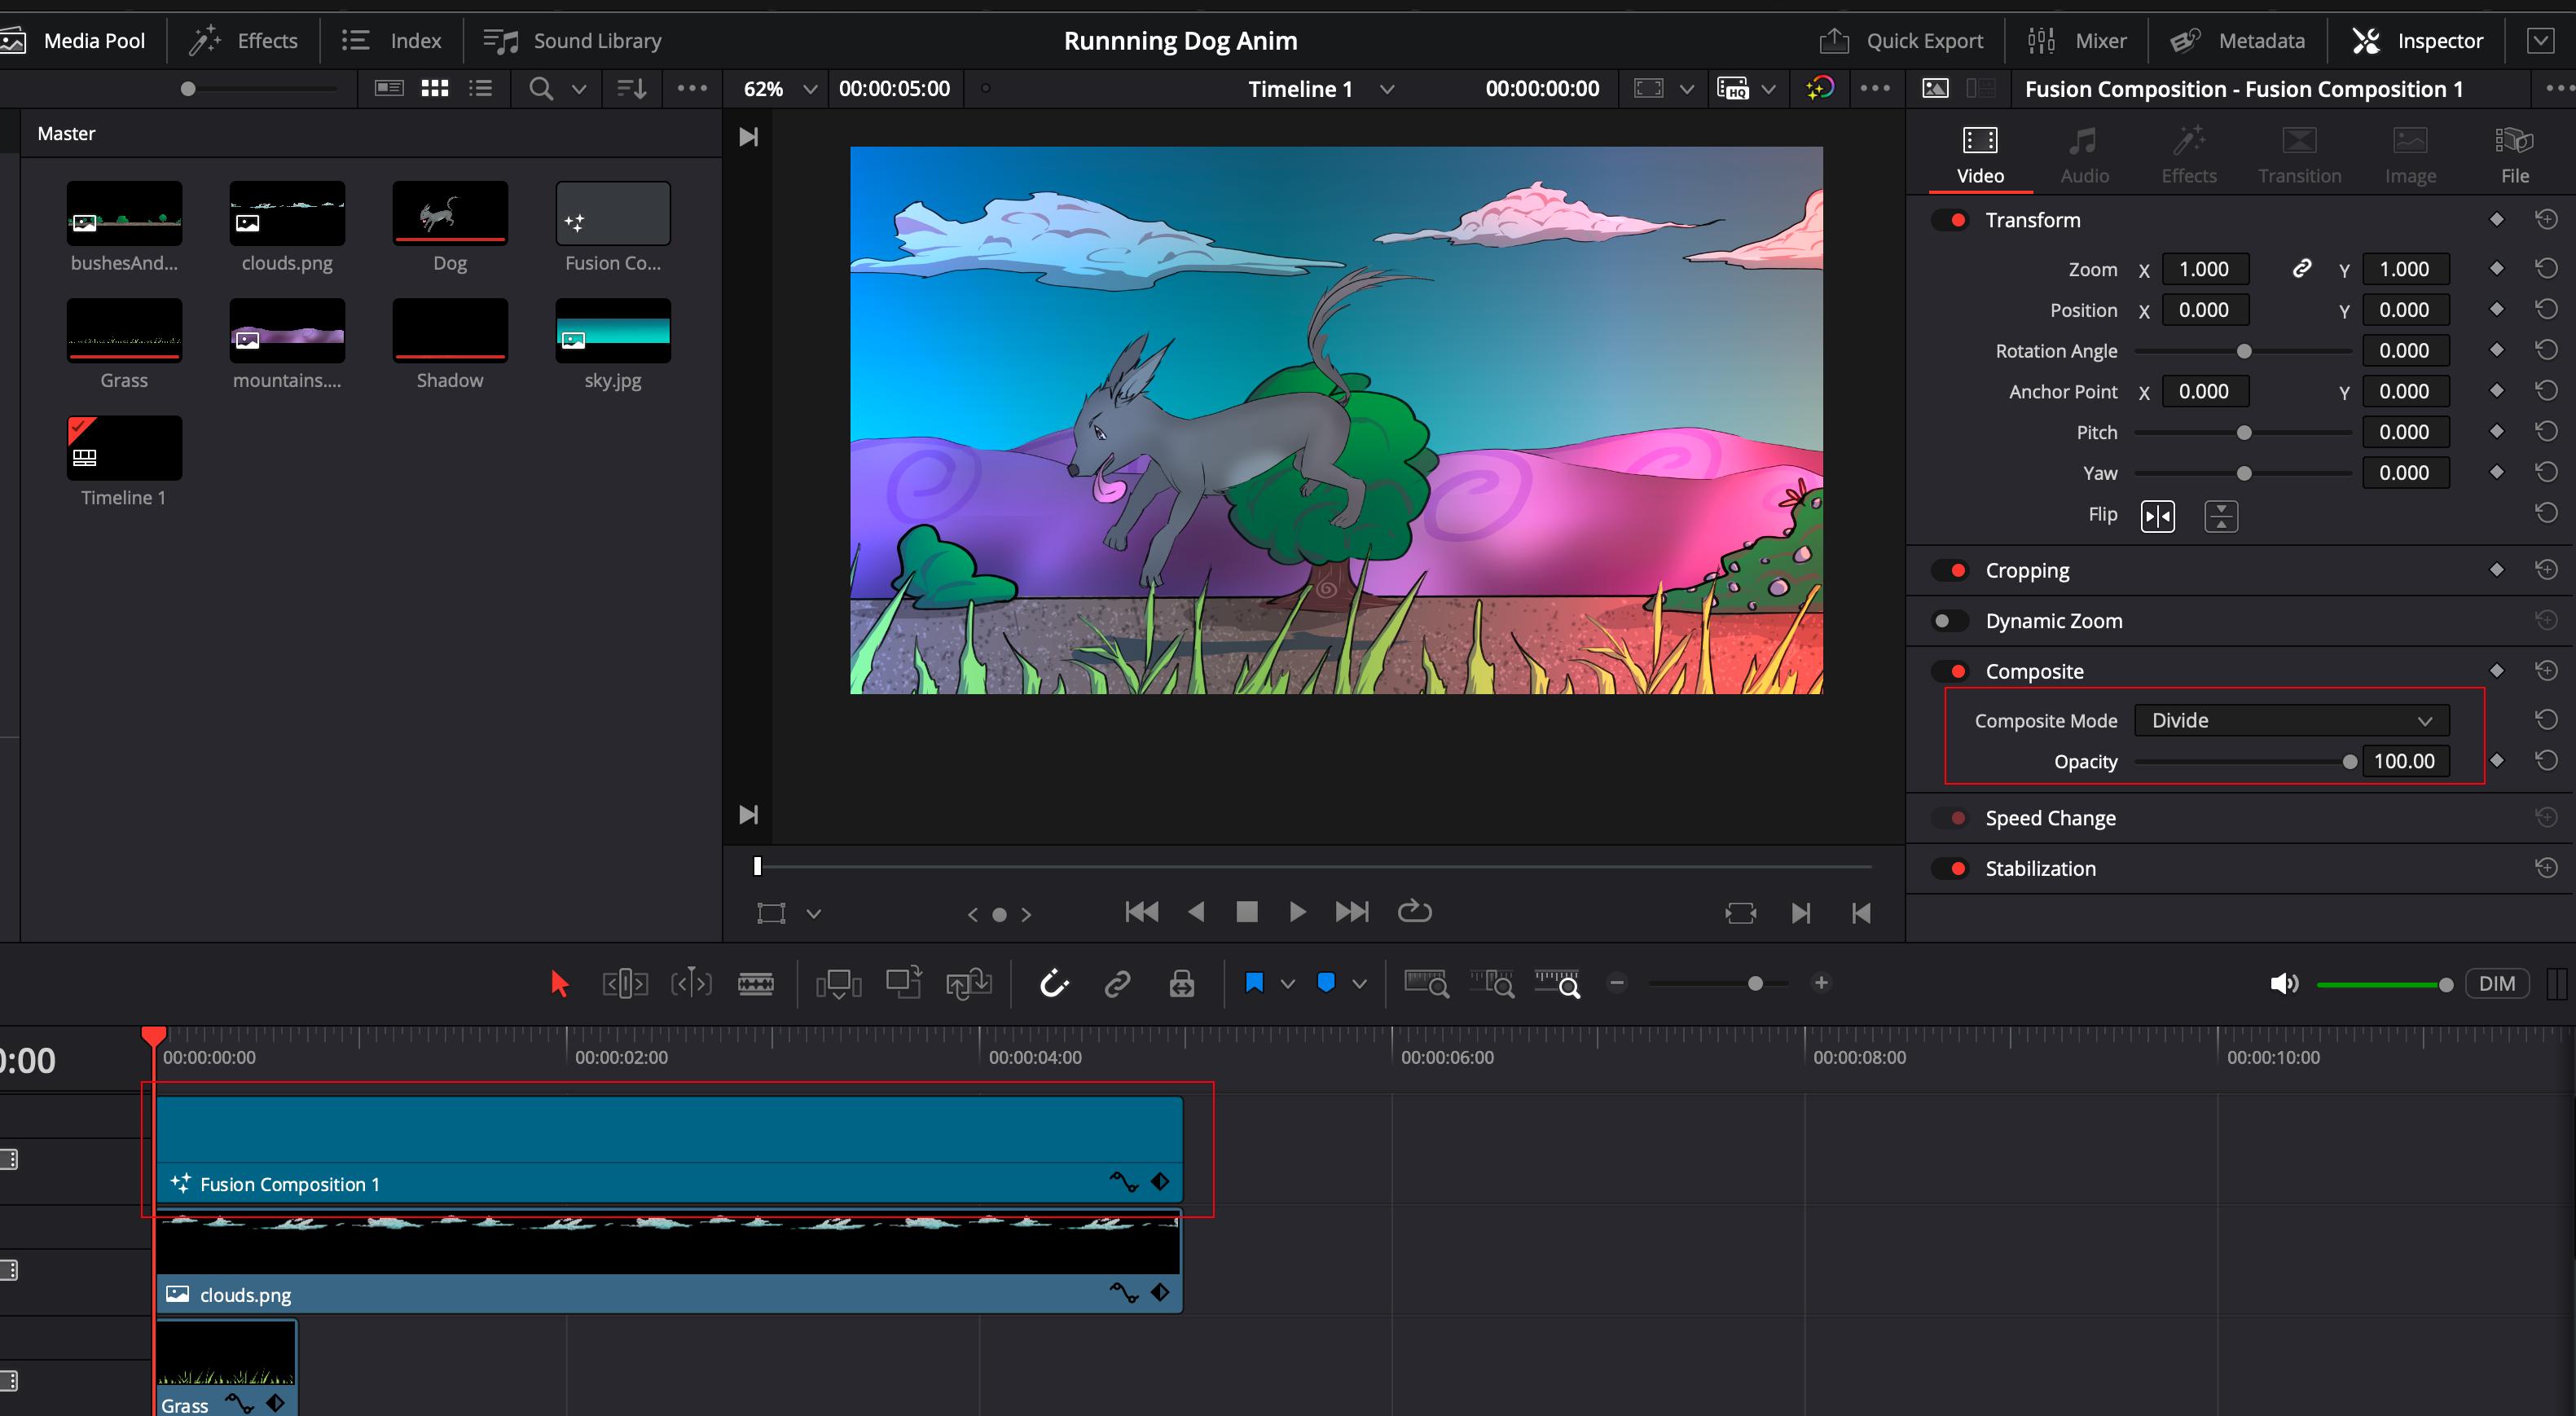 Media Pool Effects Index Sound Library Runnning Dog Anim Quick Export Mixer Metadata Inspector
62% 00:00:05:00 Timeline 1 00:00:00:00 HQ Fusion Composition - Fusion Composition 1
Master
Video Audio Effects Transition Image File
Transform
bushesAnd... clouds.png Dog Fusion Co...
Zoom X 1.000 Y 1.000
Position X 0.000 Y 0.000
Rotation Angle 0.000
Grass mountains.... Shadow sky.jpg
Anchor Point X 0.000 Y 0.000
Pitch 0.000
Yaw 0.000
Timeline 1
Flip
Cropping
Dynamic Zoom
Composite
Composite Mode Divide
Opacity 100.00
Speed Change
Stabilization
DIM
0:00 00:00:00:00 00:00:02:00 00:00:04:00 00:00:06:00 00:00:08:00 00:00:10:00
Fusion Composition 1
clouds.png
Grass